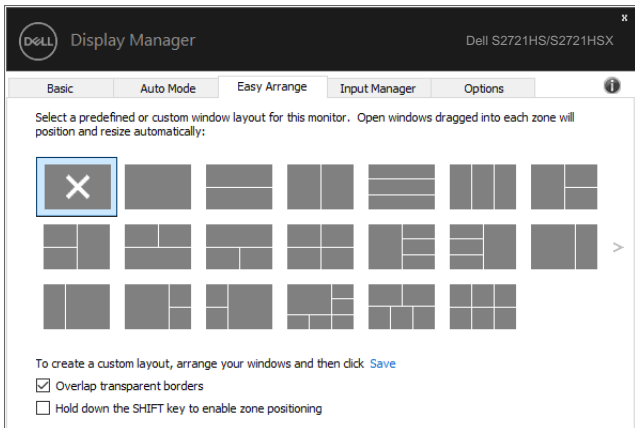 x
DELL Display Manager Dell S2721HS/S2721HSX
Basic Auto Mode Easy Arrange Input Manager Options i
Select a predefined or custom window layout for this monitor. Open windows dragged into each zone will
position and resize automatically:
>
To create a custom layout, arrange your windows and then click Save
Overlap transparent borders
Hold down the SHIFT key to enable zone positioning